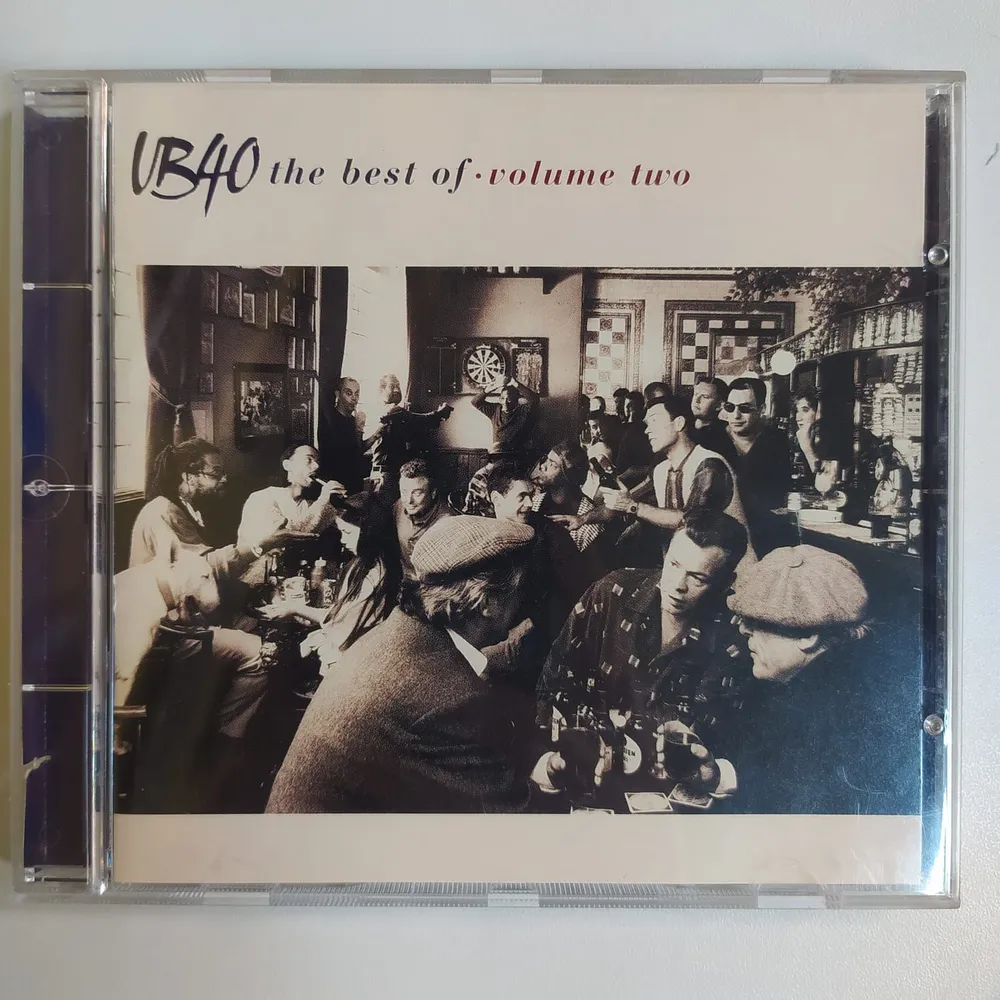 UB40 the best of · volume two